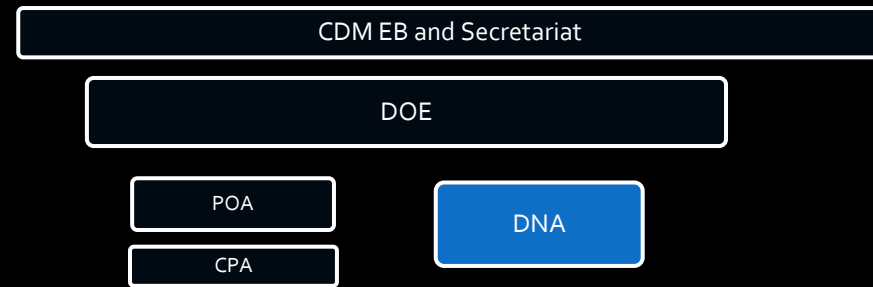 CDM EB and Secretariat
DOE
POA
DNA
CPA